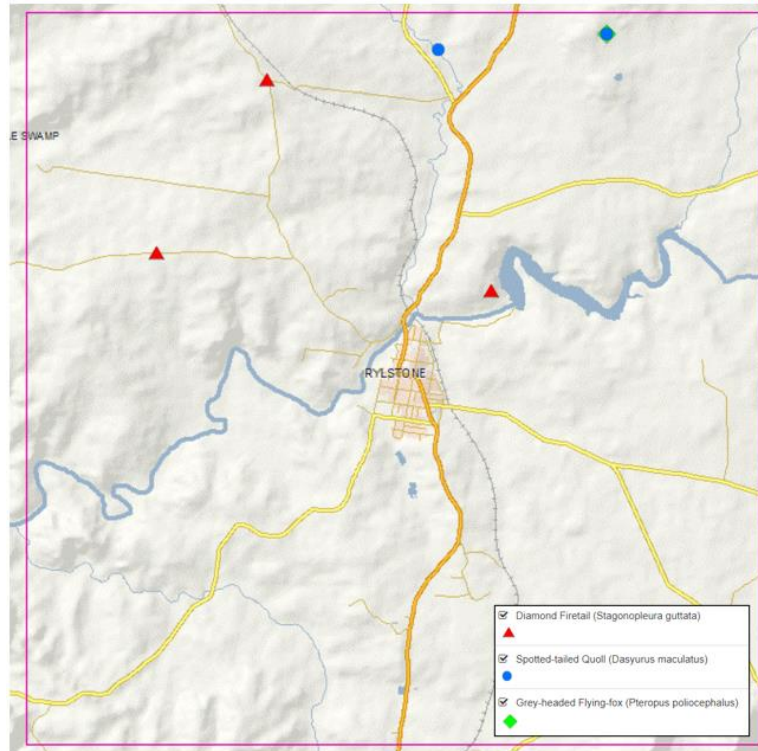 E SWAMP
RYLSTONE
Diamond Firetail (Stagonopleura guttata)
Spotted-tailed Quoll (Dasyurus maculatus)
Grey-headed Flying-fox (Pteropus poliocephalus)